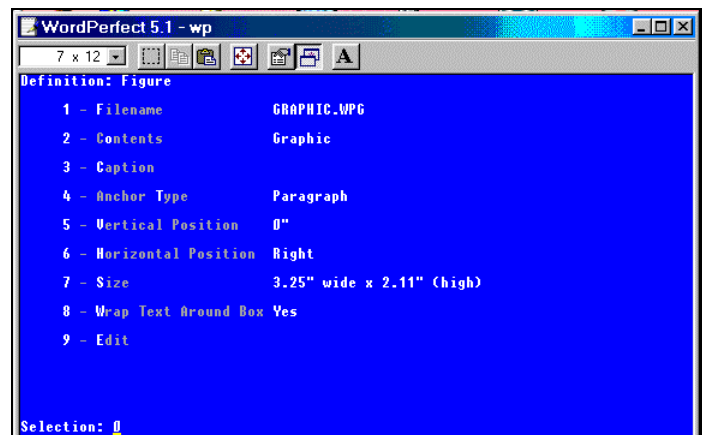 WordPerfect 5.1 - wp
7 x 12
A
Definition: Figure
1 - Filename GRAPHIC.WPG
2 - Contents Graphic
3 - Caption
4 - Anchor Type Paragraph
5 - Vertical Position 0"
6 - Horizontal Position Right
7 - Size 3.25" wide x 2.11" (high)
8 - Wrap Text Around Box Yes
9 - Edit
Selection: 0